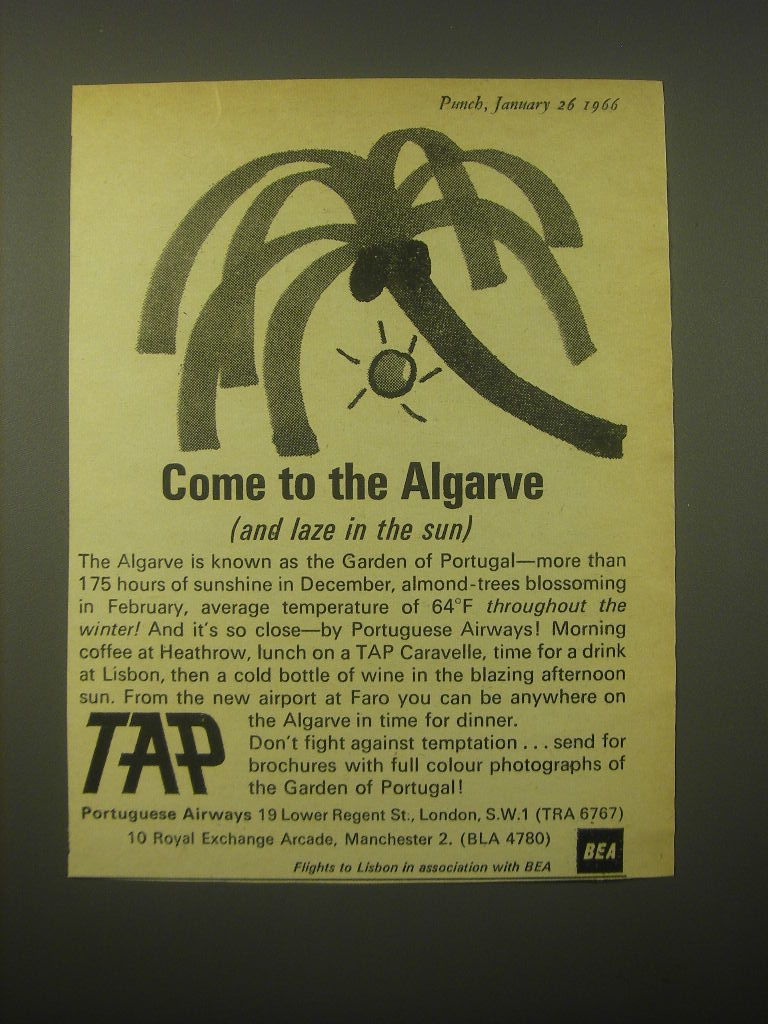 Punch, January 26 1966
Come to the Algarve
(and laze in the sun)
The Algarve is known as the Garden of Portugal—more than
175 hours of sunshine in December, almond-trees blossoming
in February, average temperature of 64°F throughout the
winter! And it's so close—by Portuguese Airways! Morning
coffee at Heathrow, lunch on a TAP Caravelle, time for a drink
at Lisbon, then a cold bottle of wine in the blazing afternoon
sun. From the new airport at Faro you can be anywhere on
the Algarve in time for dinner.
Don't fight against temptation . . . send for
brochures with full colour photographs of
the Garden of Portugal!
TAP
Portuguese Airways 19 Lower Regent St., London, S.W.1 (TRA 6767)
10 Royal Exchange Arcade, Manchester 2. (BLA 4780)
BEA
Flights to Lisbon in association with BEA